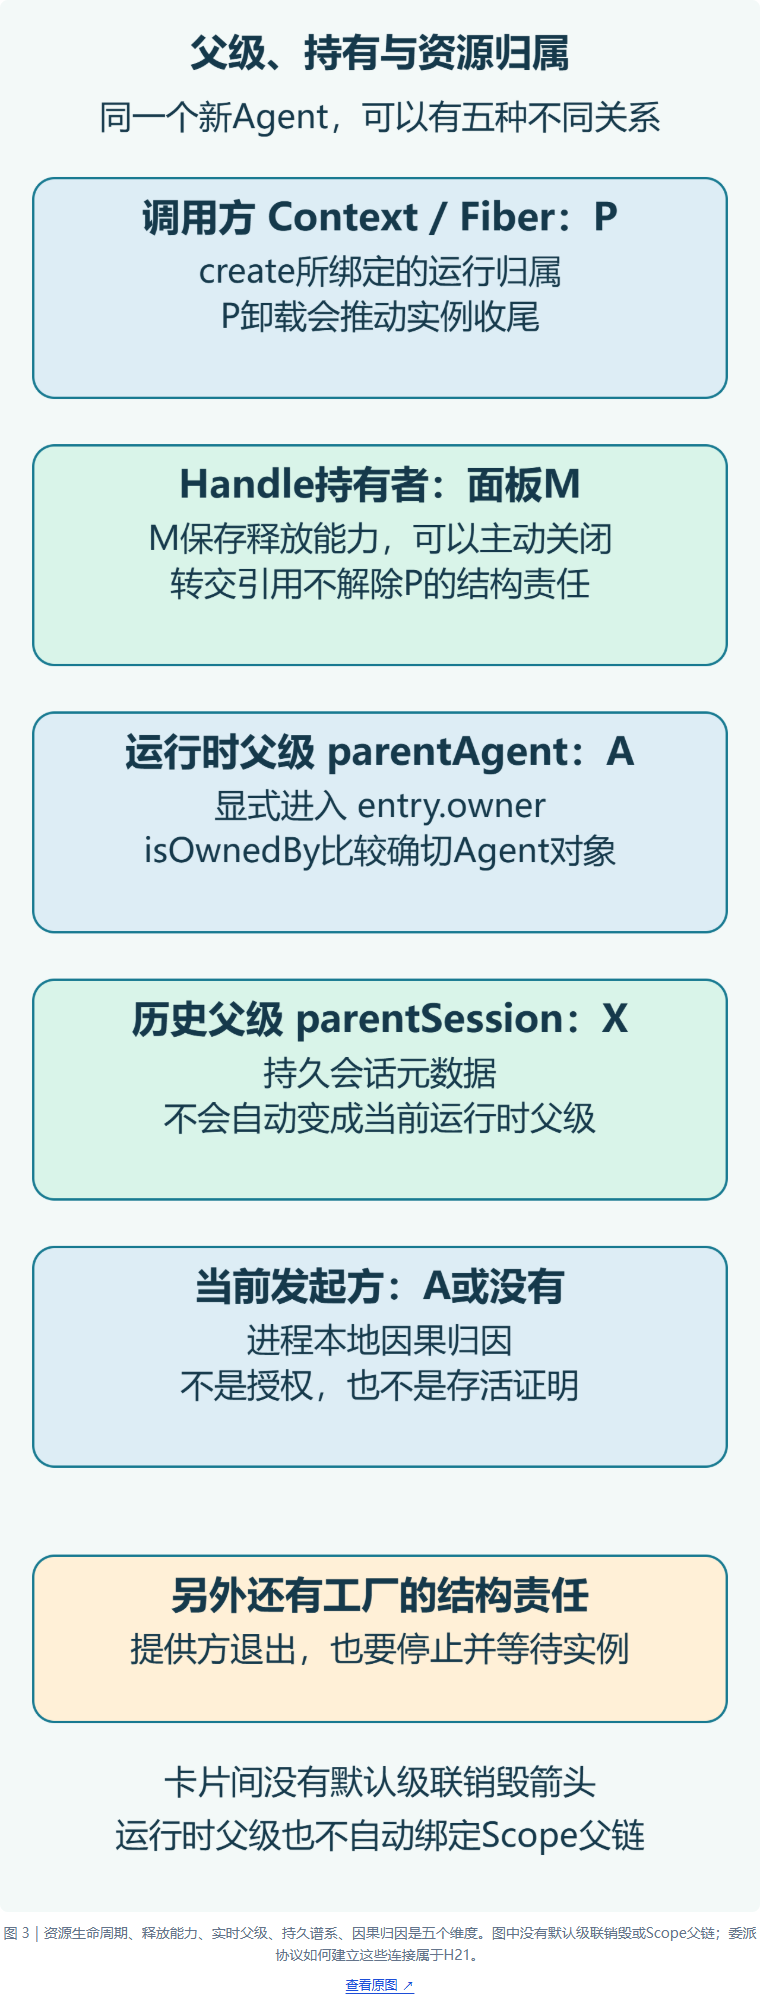 父级、持有与资源归属
同一个新Agent，可以有五种不同关系
调用方 Context / Fiber：P
create所绑定的运行归属
P卸载会推动实例收尾
Handle持有者：面板M
M保存释放能力，可以主动关闭
转交引用不解除P的结构责任
运行时父级 parentAgent：A
显式进入 entry.owner
isOwnedBy比较确切Agent对象
历史父级 parentSession：X
持久会话元数据
不会自动变成当前运行时父级
当前发起方：A或没有
进程本地因果归因
不是授权，也不是存活证明
另外还有工厂的结构责任
提供方退出，也要停止并等待实例
卡片间没有默认级联销毁箭头
运行时父级也不自动绑定Scope父链
图 3｜资源生命周期、释放能力、实时父级、持久谱系、因果归因是五个维度。图中没有默认级联销毁或Scope父链；委派
协议如何建立这些连接属于H21。
查看原图 ↗